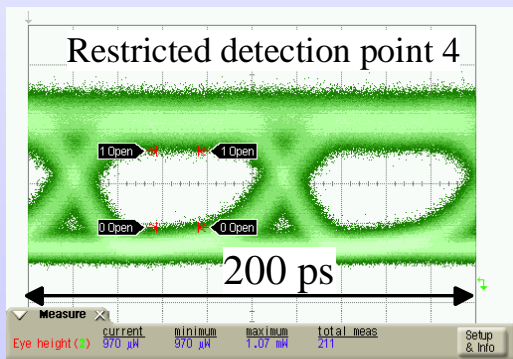 Restricted detection point 4
1 Open 1 Open
0 Open 0 Open
200 ps
Measure
current minimum maximum total meas
Eye height(2) 970 µW 970 µW 1.07 mW 211
Setup
& Info